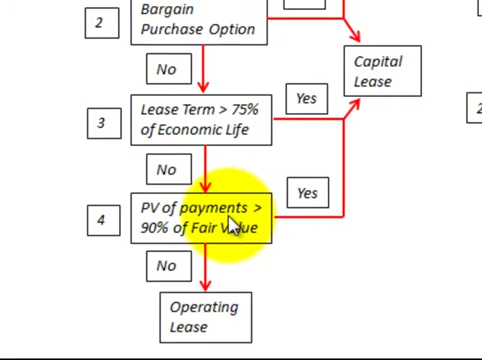 Bargain
2
Purchase Option
Capital
Lease
No
Yes
Lease Term > 75%
3
of Economic Life
2
No
Yes
PV of payments >
4
90% of Fair Value
No
Operating
Lease